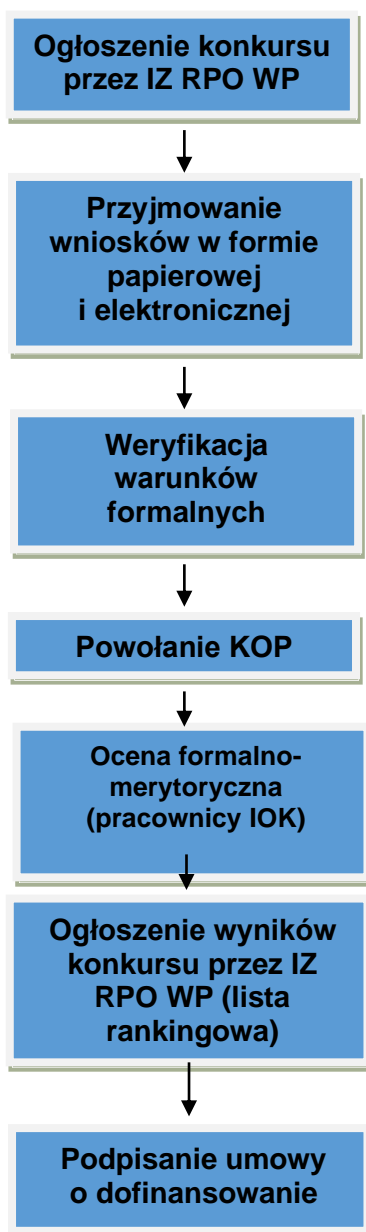 Ogłoszenie konkursu
przez IZ RPO WP
Przyjmowanie
wniosków w formie
papierowej
i elektronicznej
Weryfikacja
warunków
formalnych
Powołanie KOP
Ocena formalno-
merytoryczna
(pracownicy IOK)
Ogłoszenie wyników
konkursu przez IZ
RPO WP (lista
rankingowa)
Podpisanie umowy
o dofinansowanie